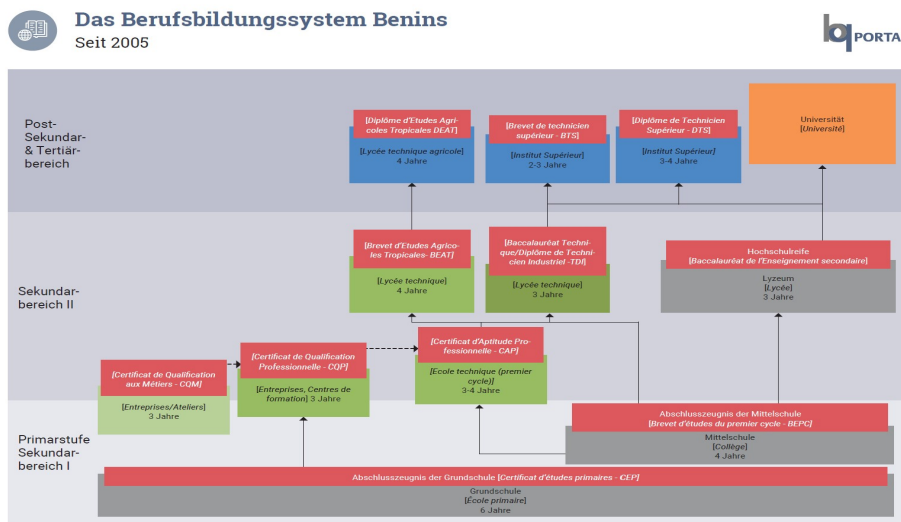 Das Berufsbildungssystem Benins
Seit 2005
bq PORTAL
Post-
Sekundar-
& Tertiär-
bereich
[Diplôme d'Etudes Agri-
coles Tropicales DEAT]
[Lycée technique agricole]
4 Jahre
[Brevet de technicien
supérieur - BTS]
[Institut Supérieur]
2-3 Jahre
[Diplôme de Technicien
Supérieur - DTS]
[Institut Supérieur]
3-4 Jahre
Universität
[Université]
Sekundar-
bereich II
[Brevet d'Etudes Agrico-
les Tropicales- BEAT]
[Lycée technique]
4 Jahre
[Baccalauréat Techni-
que/Diplôme de Techni-
cien Industriel -TDI]
[Lycée technique]
3 Jahre
Hochschulreife
[Baccalauréat de l'Enseignement secondaire]
Lyzeum
[Lycée]
3 Jahre
[Certificat de Qualification
aux Métiers - CQM]
[Entreprises/Ateliers]
3 Jahre
[Certificat de Qualification
Professionnelle - CQP]
[Entreprises, Centres de
formation] 3 Jahre
[Certificat d'Aptitude Pro-
fessionnelle - CAP]
[Ecole technique (premier
cycle)]
3-4 Jahre
Primarstufe
Sekundar-
bereich I
Abschlusszeugnis der Mittelschule
[Brevet d'études du premier cycle - BEPC]
Mittelschule
[Collège]
4 Jahre
Abschlusszeugnis der Grundschule [Certificat d'études primaires - CEP]
Grundschule
[École primaire]
6 Jahre